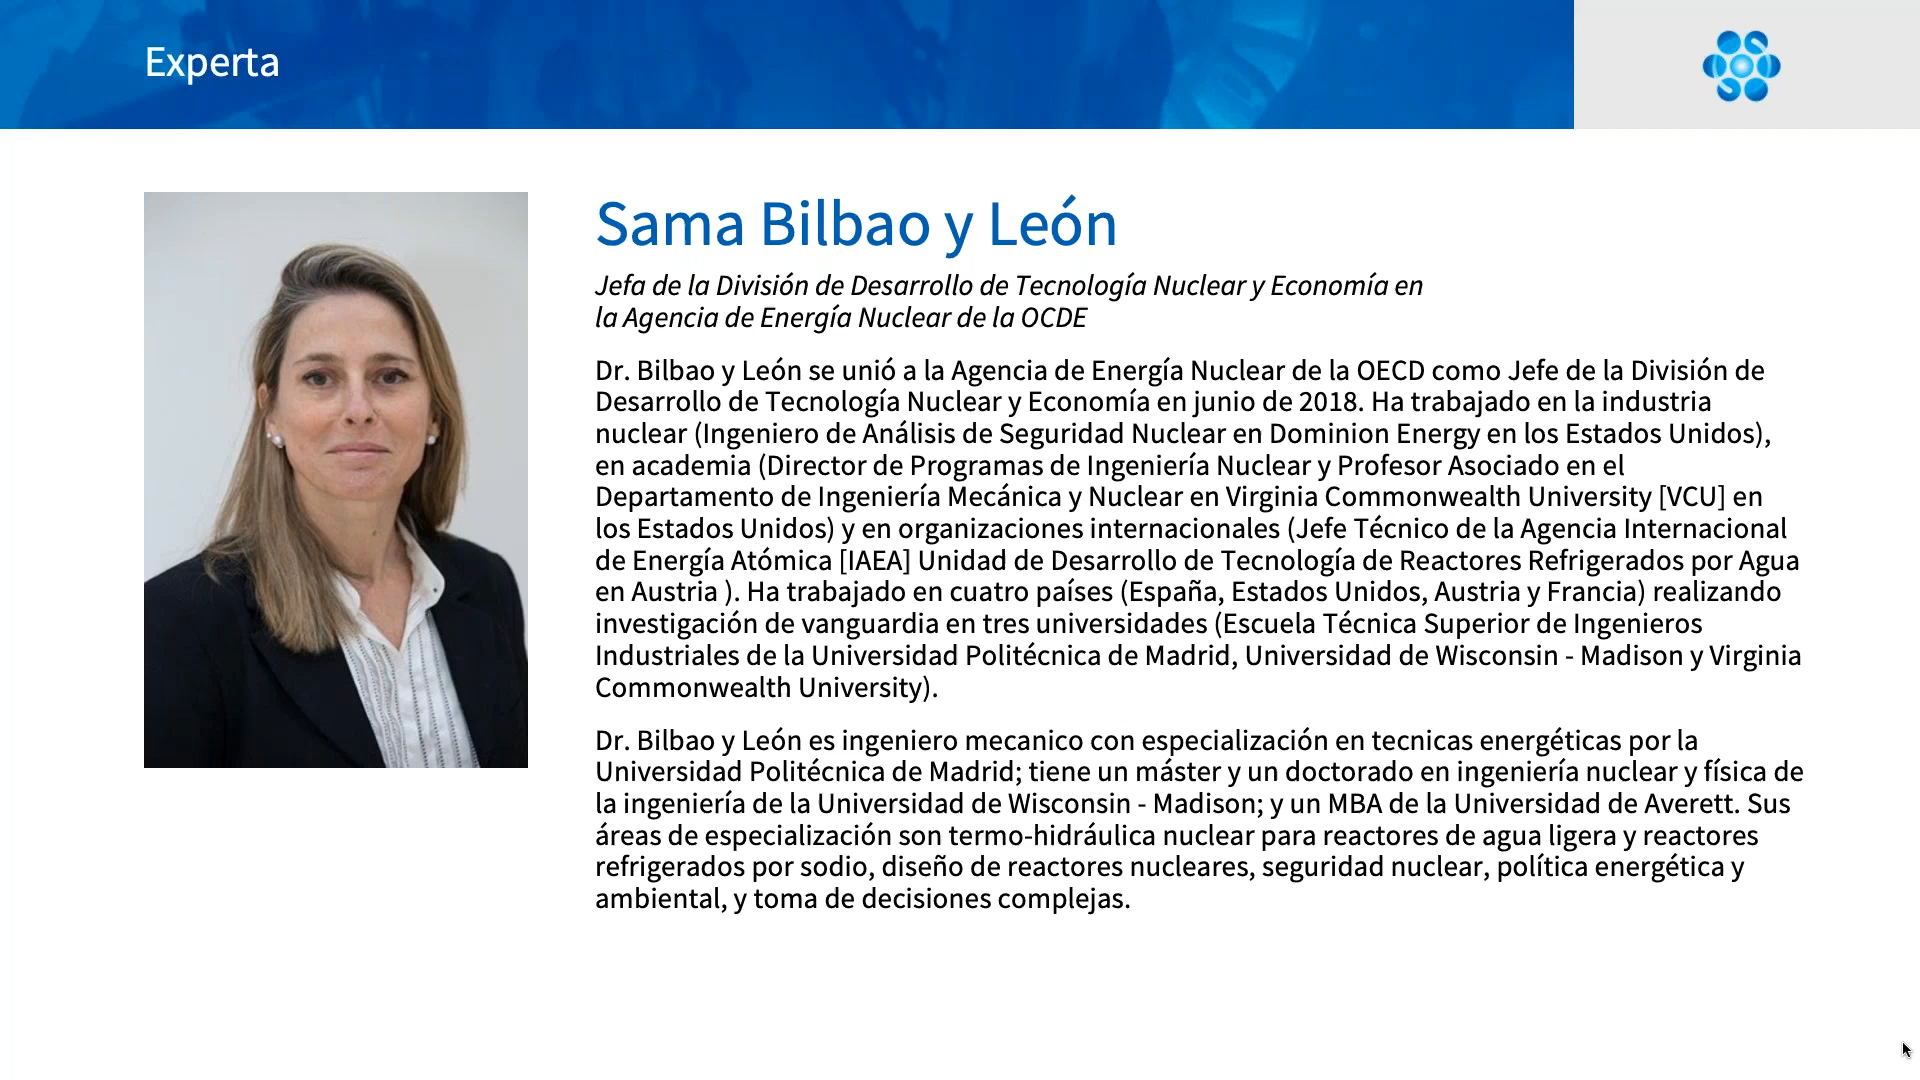 Experta
Sama Bilbao y León
Jefa de la División de Desarrollo de Tecnología Nuclear y Economía en
la Agencia de Energía Nuclear de la OCDE
Dr. Bilbao y León se unió a la Agencia de Energía Nuclear de la OECD como Jefe de la División de
Desarrollo de Tecnología Nuclear y Economía en junio de 2018. Ha trabajado en la industria
nuclear (Ingeniero de Análisis de Seguridad Nuclear en Dominion Energy en los Estados Unidos),
en academia (Director de Programas de Ingeniería Nuclear y Profesor Asociado en el
Departamento de Ingeniería Mecánica y Nuclear en Virginia Commonwealth University [VCU] en
los Estados Unidos) y en organizaciones internacionales (Jefe Técnico de la Agencia Internacional
de Energía Atómica [IAEA] Unidad de Desarrollo de Tecnología de Reactores Refrigerados por Agua
en Austria ). Ha trabajado en cuatro países (España, Estados Unidos, Austria y Francia) realizando
investigación de vanguardia en tres universidades (Escuela Técnica Superior de Ingenieros
Industriales de la Universidad Politécnica de Madrid, Universidad de Wisconsin - Madison y Virginia
Commonwealth University).
Dr. Bilbao y León es ingeniero mecanico con especialización en tecnicas energéticas por la
Universidad Politécnica de Madrid; tiene un máster y un doctorado en ingeniería nuclear y física de
la ingeniería de la Universidad de Wisconsin - Madison; y un MBA de la Universidad de Averett. Sus
áreas de especialización son termo-hidráulica nuclear para reactores de agua ligera y reactores
refrigerados por sodio, diseño de reactores nucleares, seguridad nuclear, política energética y
ambiental, y toma de decisiones complejas.